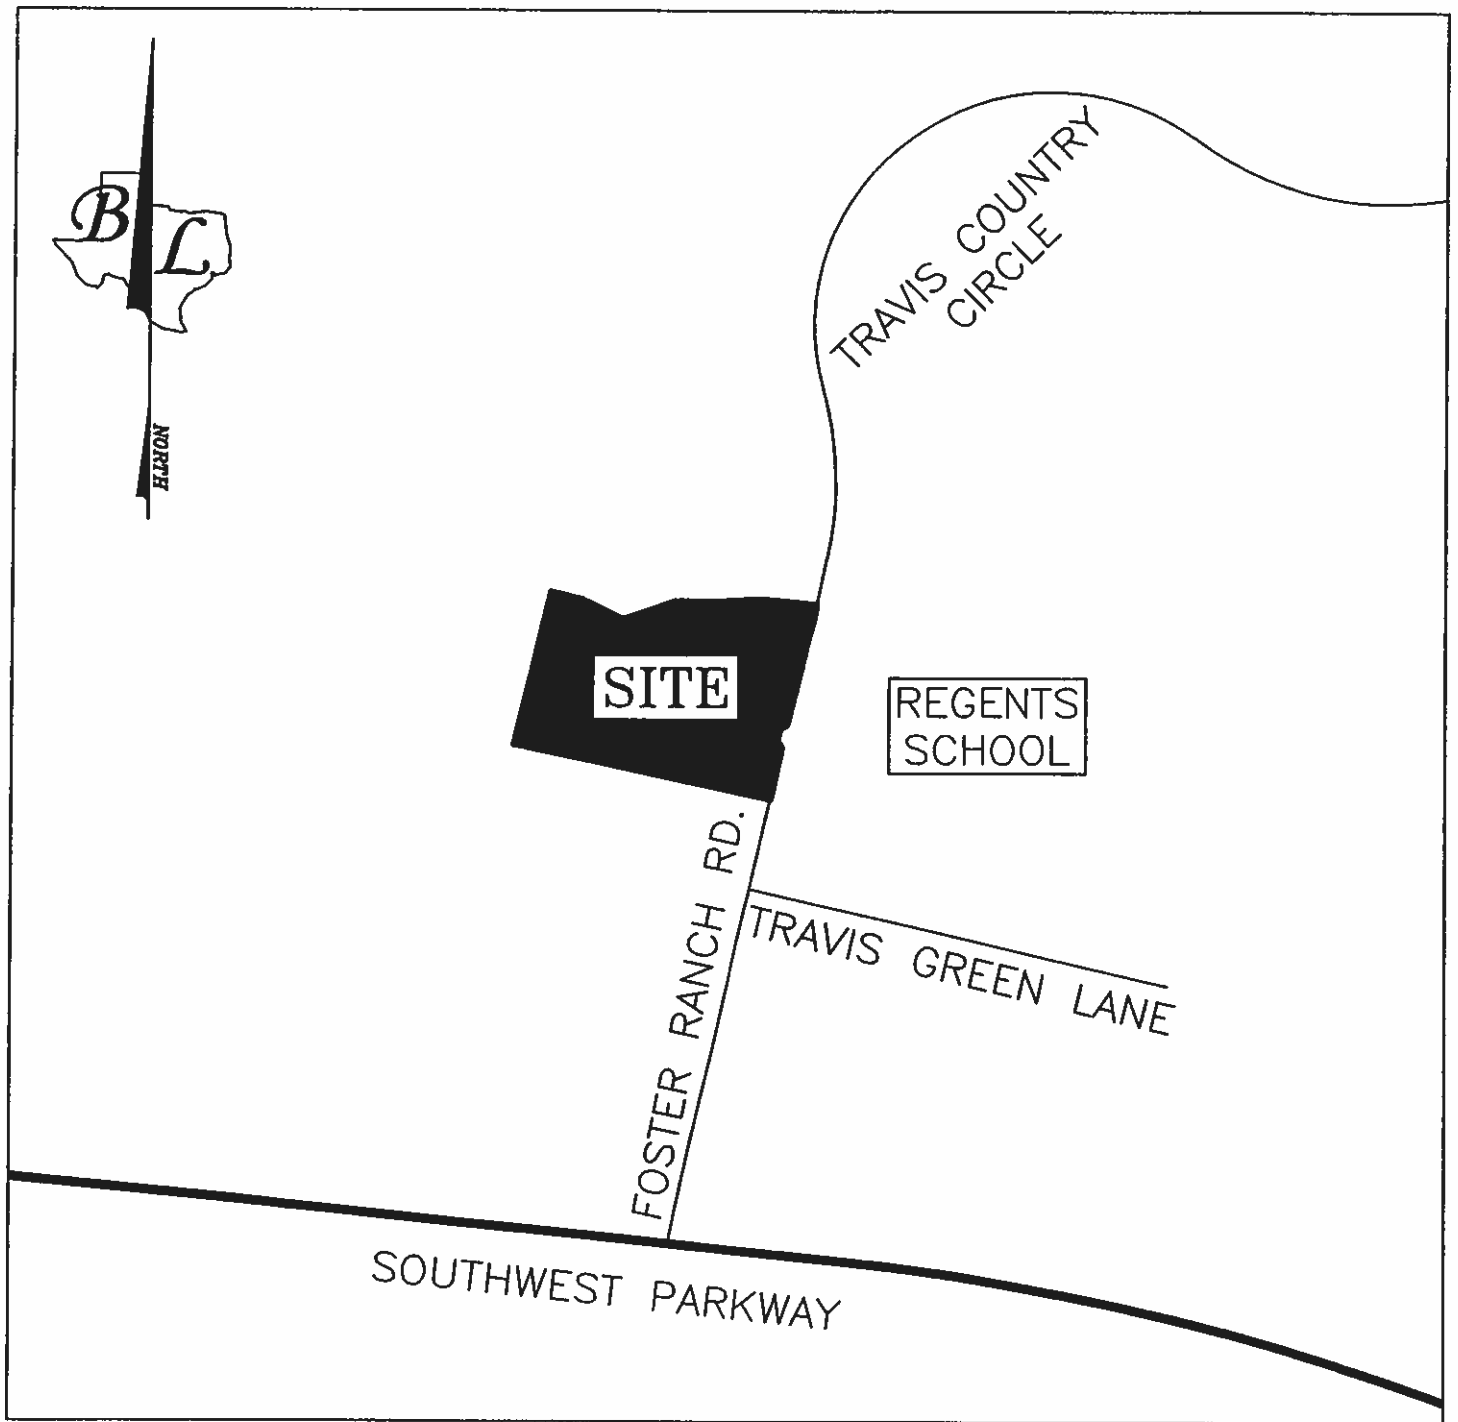 TRAVIS COUNTRY
CIRCLE
B L
NORTH
SITE
REGENTS
SCHOOL
FOSTER RANCH RD.
TRAVIS GREEN LANE
SOUTHWEST PARKWAY